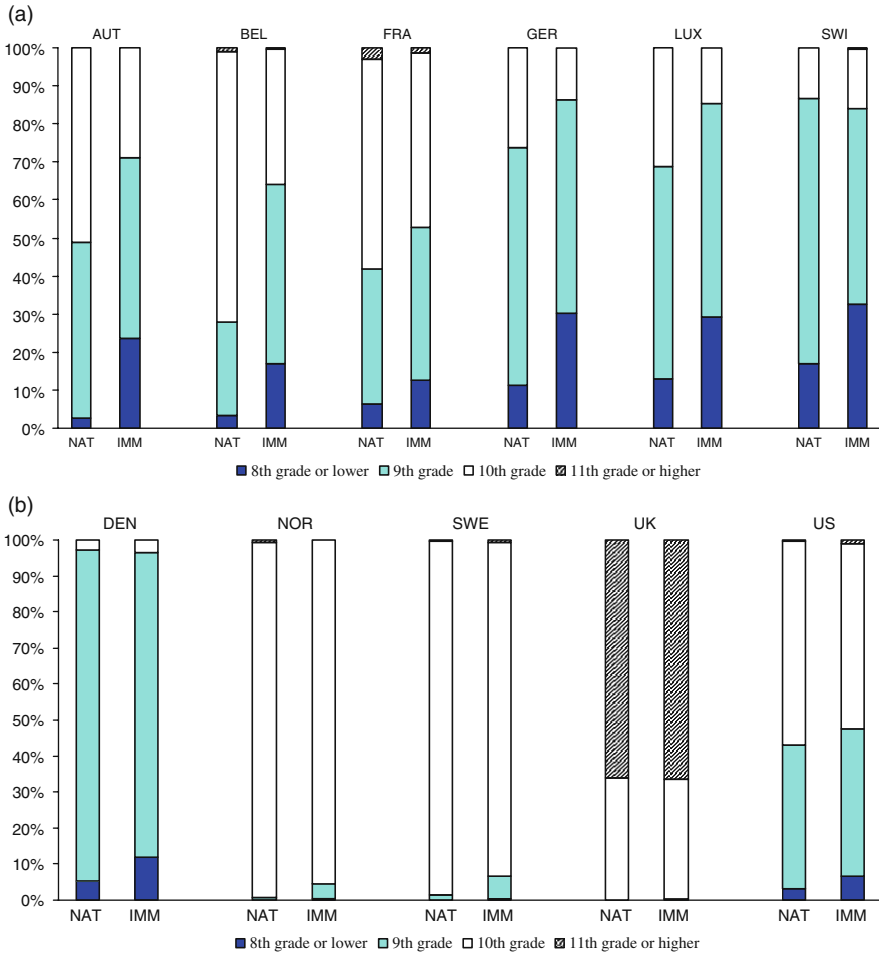 (a)
AUT BEL FRA GER LUX SWI
100%
90%
80%
70%
60%
50%
40%
30%
20%
10%
0%
NAT IMM NAT IMM NAT IMM NAT IMM NAT IMM NAT IMM
8th grade or lower 9th grade 10th grade 11th grade or higher
(b)
DEN NOR SWE UK US
100%
90%
80%
70%
60%
50%
40%
30%
20%
10%
0%
NAT IMM NAT IMM NAT IMM NAT IMM NAT IMM
8th grade or lower 9th grade 10th grade 11th grade or higher